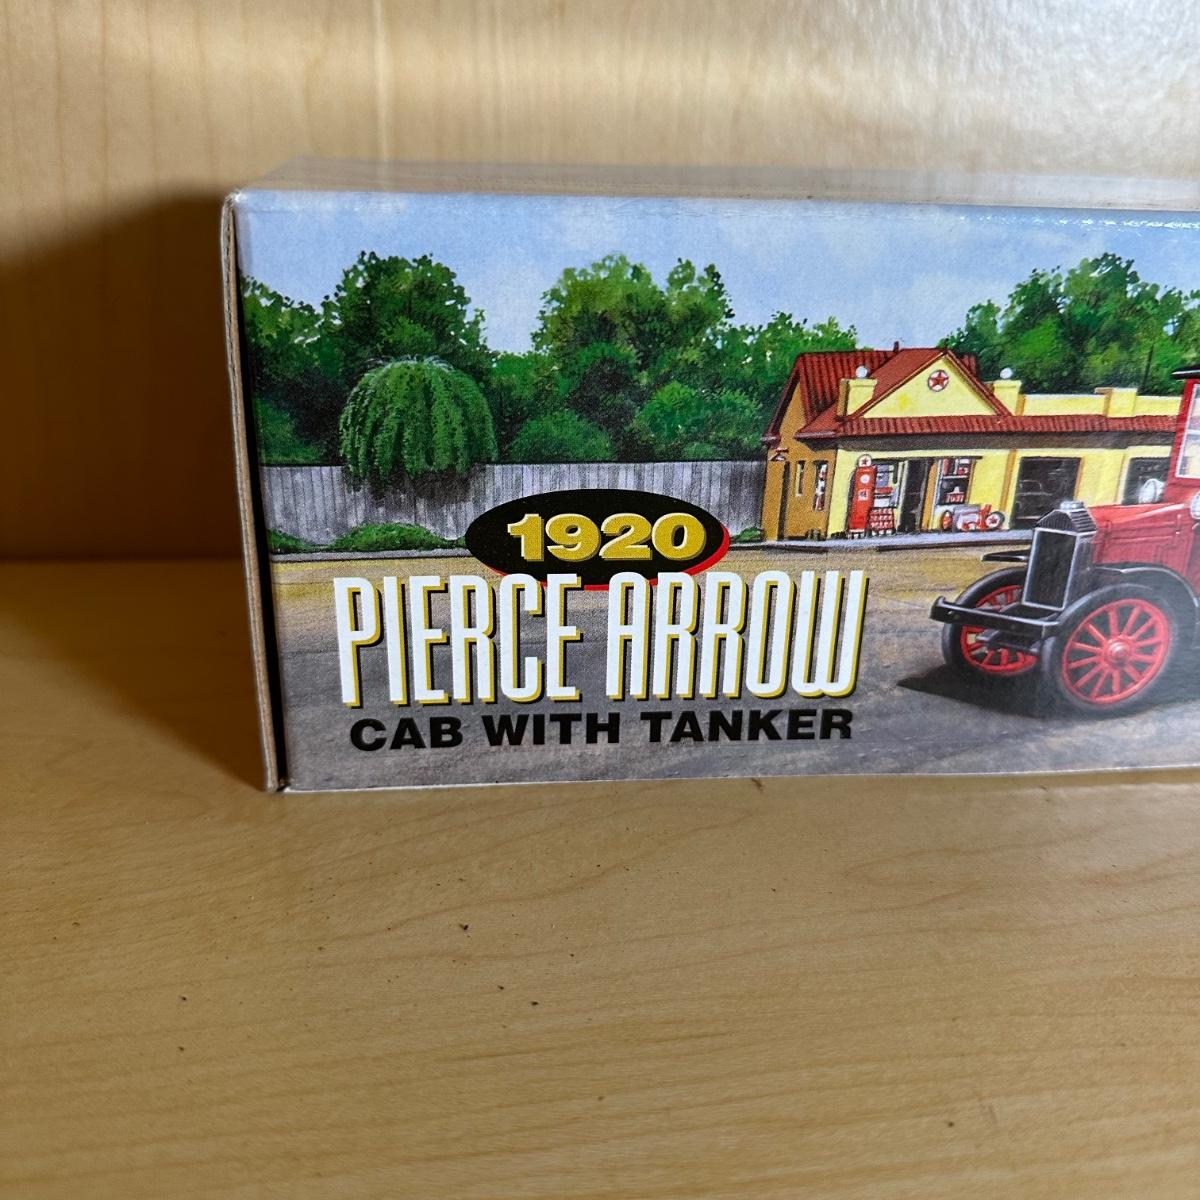 1920
PIERCE ARROW
CAB WITH TANKER